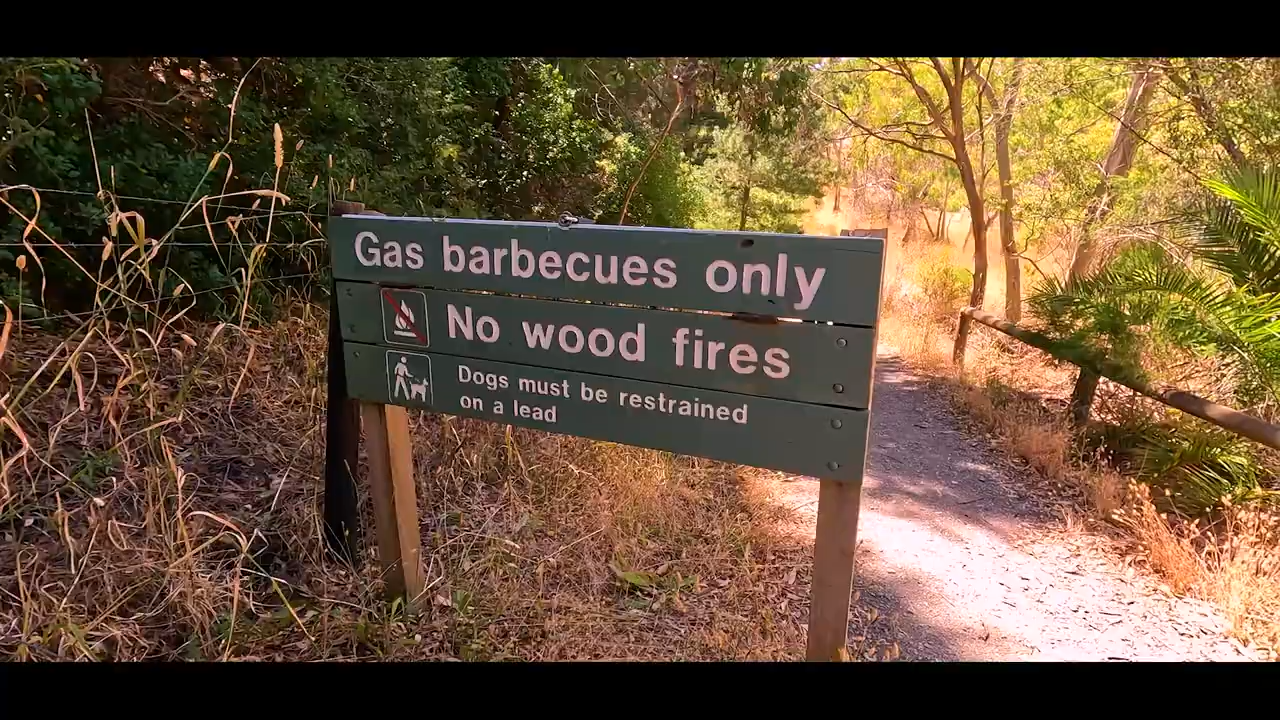 Gas barbecues only
No wood fires
Dogs must be restrained
on a lead